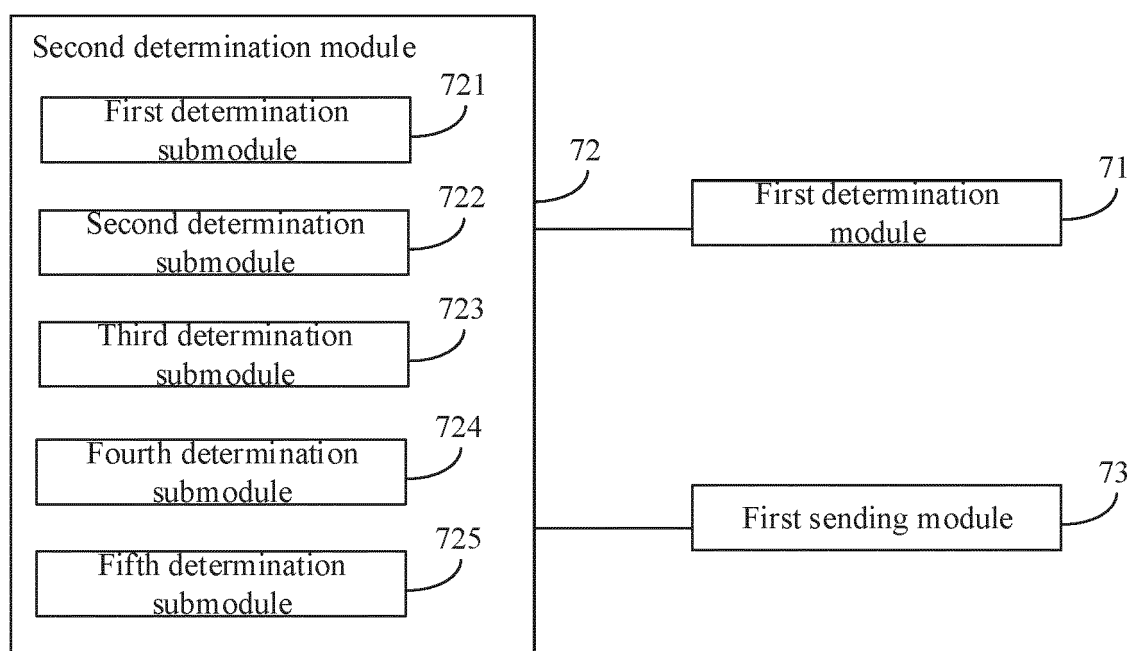 Second determination module
721
First determination
submodule
722
Second determination
submodule
723
Third determination
submodule
724
Fourth determination
submodule
725
Fifth determination
submodule
72
71
First determination
module
73
First sending module